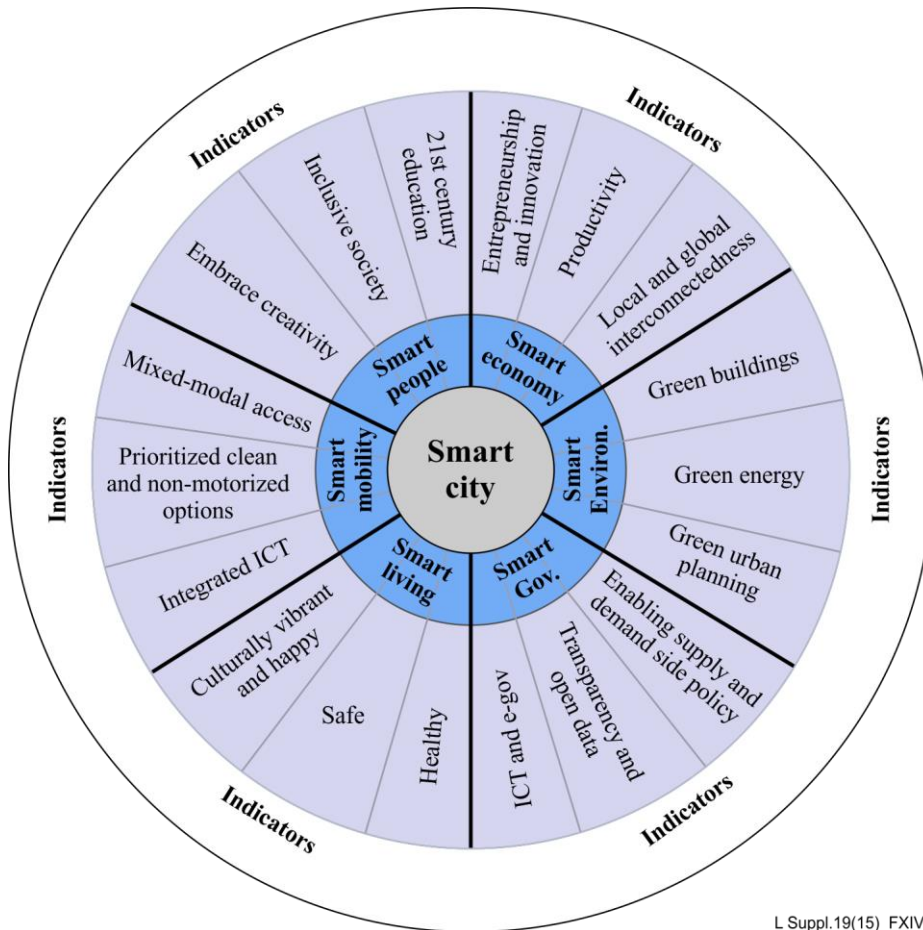 Smart
city
Smart
economy
Entrepreneurship
and innovation
Productivity
Local and global
interconnectedness
Indicators
Smart
Environ.
Green buildings
Green energy
Green urban
planning
Indicators
Smart
Gov.
Enabling supply and
demand side policy
Transparency and
open data
ICT and e-gov
Indicators
Smart
living
Healthy
Safe
Culturally vibrant
and happy
Indicators
Smart
mobility
Integrated ICT
Prioritized clean
and non-motorized
options
Mixed-modal access
Indicators
Smart
people
Embrace creativity
Inclusive society
21st century
education
Indicators
L Suppl.19(15)_FXIV